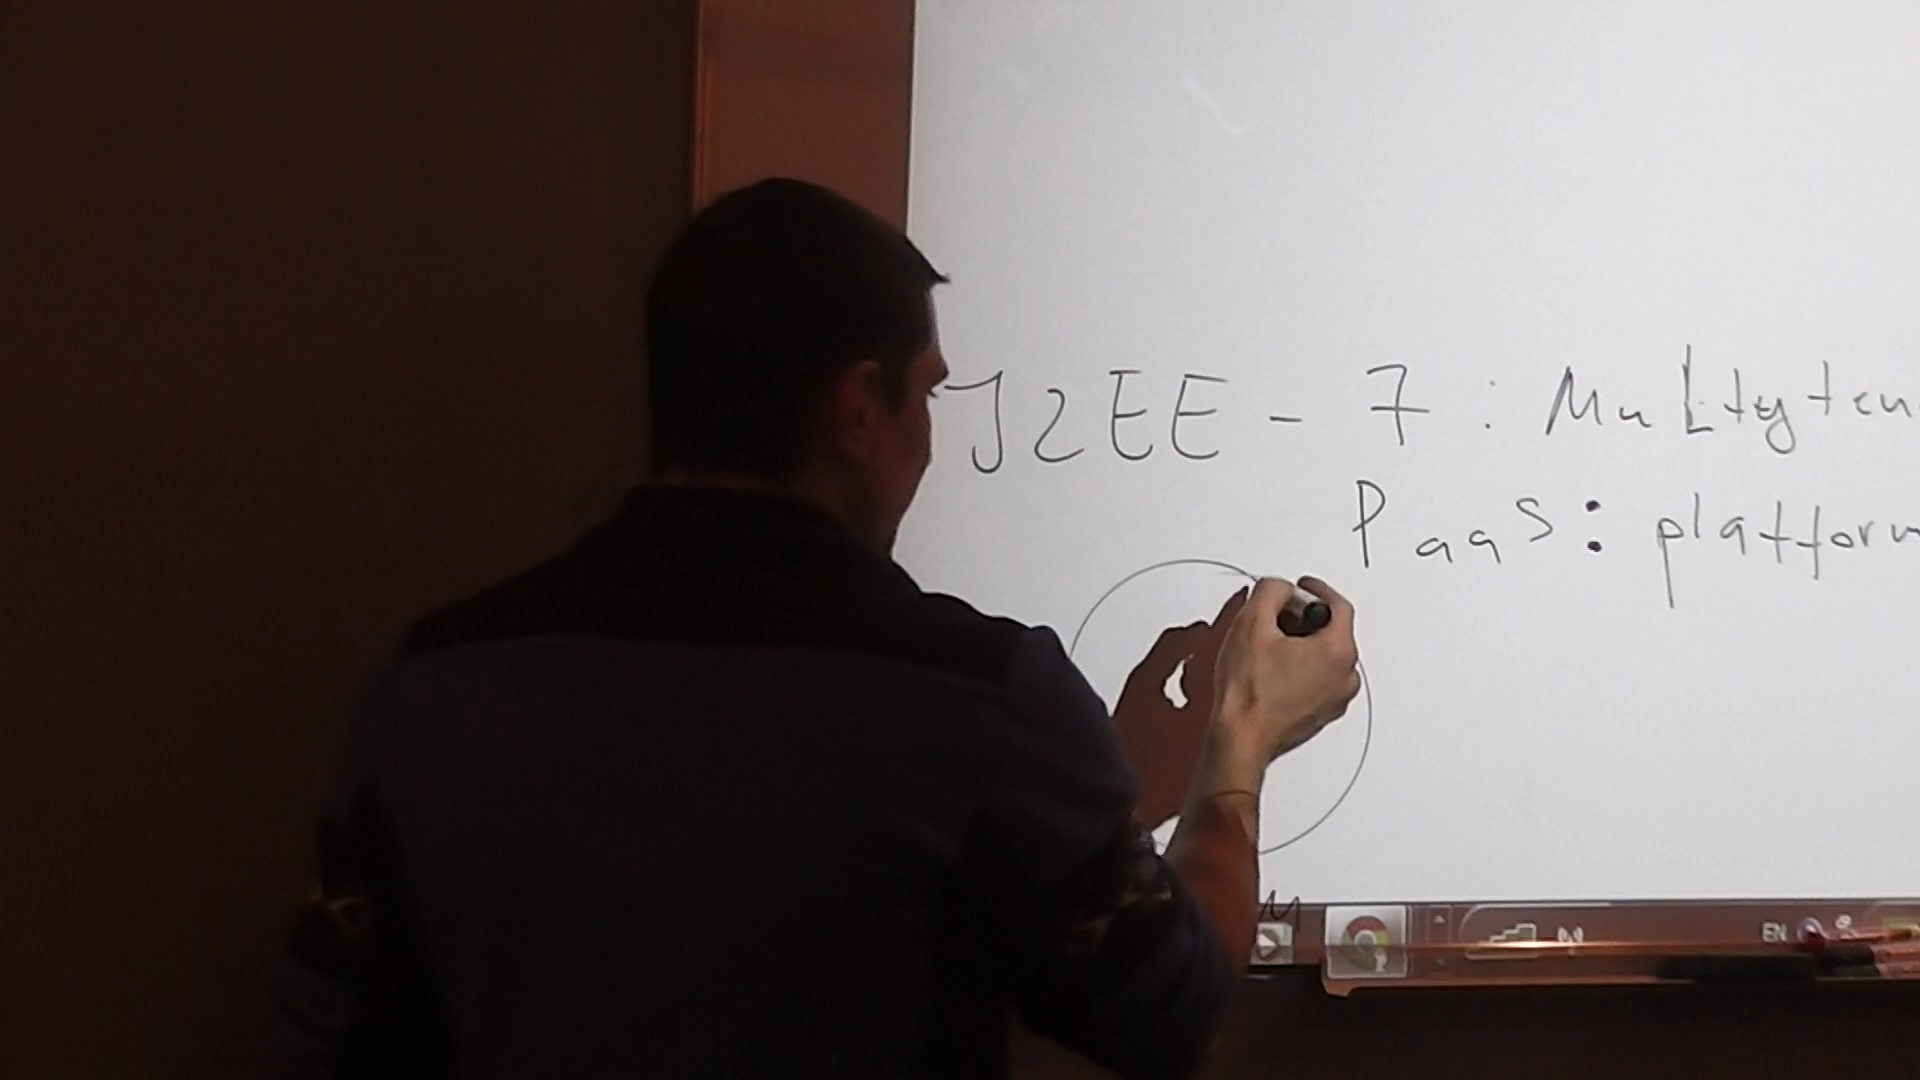 J2EE - 7 : Multyten
PaaS : platform
EN